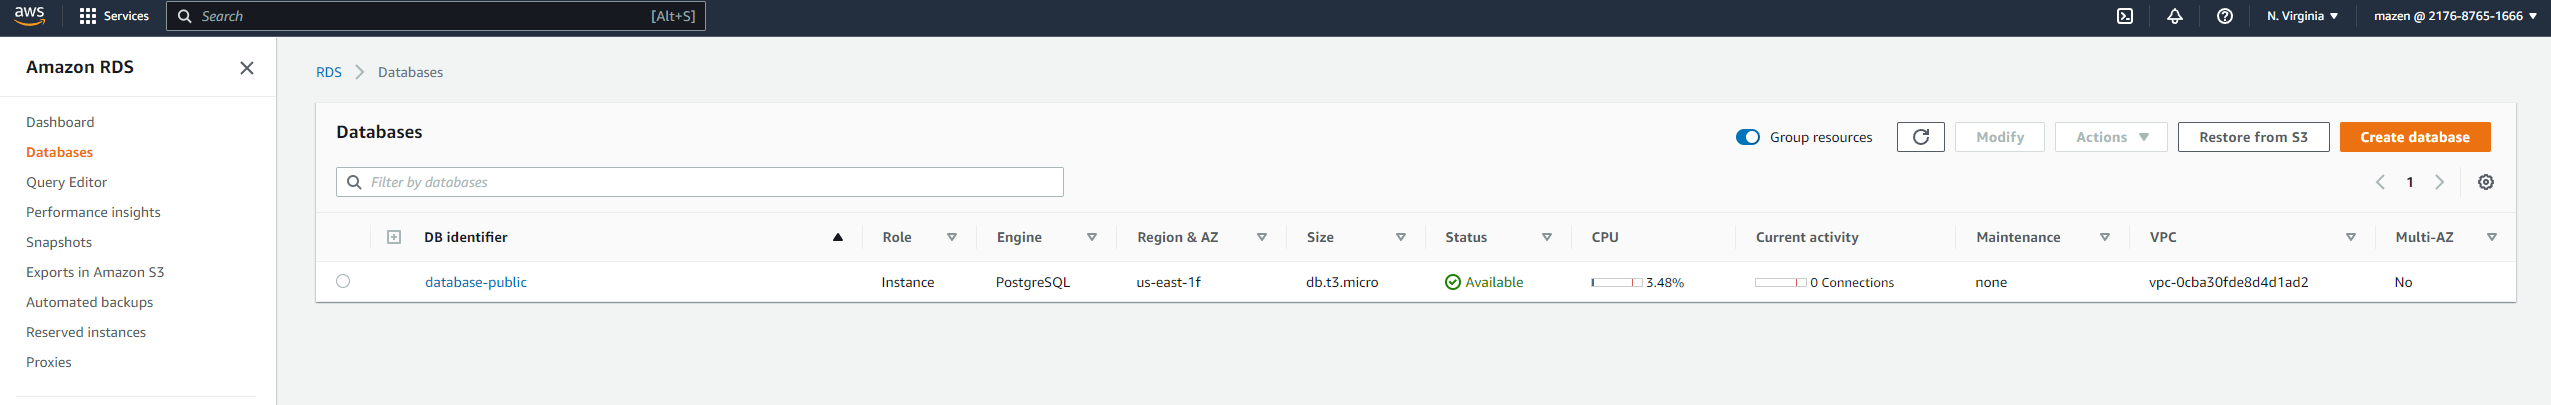 aws Services Search [Alt+S] N. Virginia mazen @ 2176-8765-1666
Amazon RDS
Dashboard
Databases
Query Editor
Performance insights
Snapshots
Exports in Amazon S3
Automated backups
Reserved instances
Proxies
RDS Databases
Databases
Group resources Modify Actions Restore from S3 Create database
Filter by databases 1
DB identifier Role Engine Region & AZ Size Status CPU Current activity Maintenance VPC Multi-AZ
database-public Instance PostgreSQL us-east-1f db.t3.micro Available 3.48% 0 Connections none vpc-0cba30fde8d4d1ad2 No